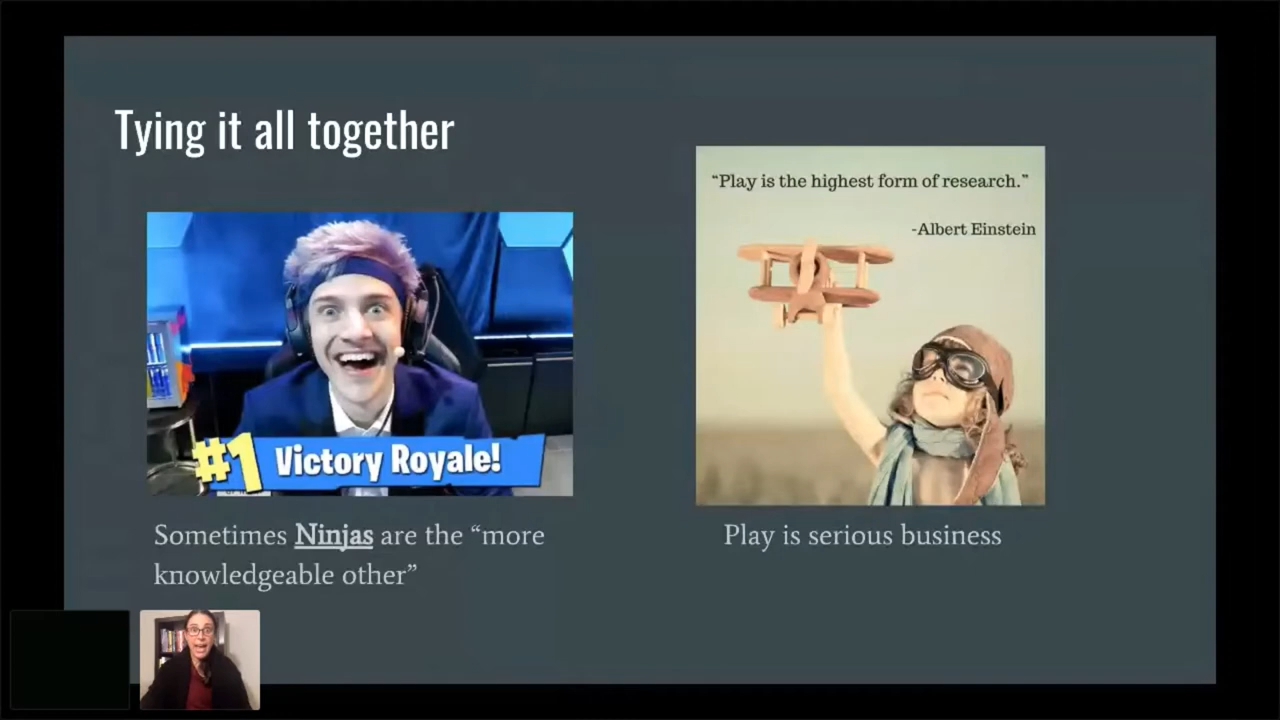 Tying it all together
#1 Victory Royale!
Sometimes Ninjas are the “more
knowledgeable other”
“Play is the highest form of research.”
-Albert Einstein
Play is serious business